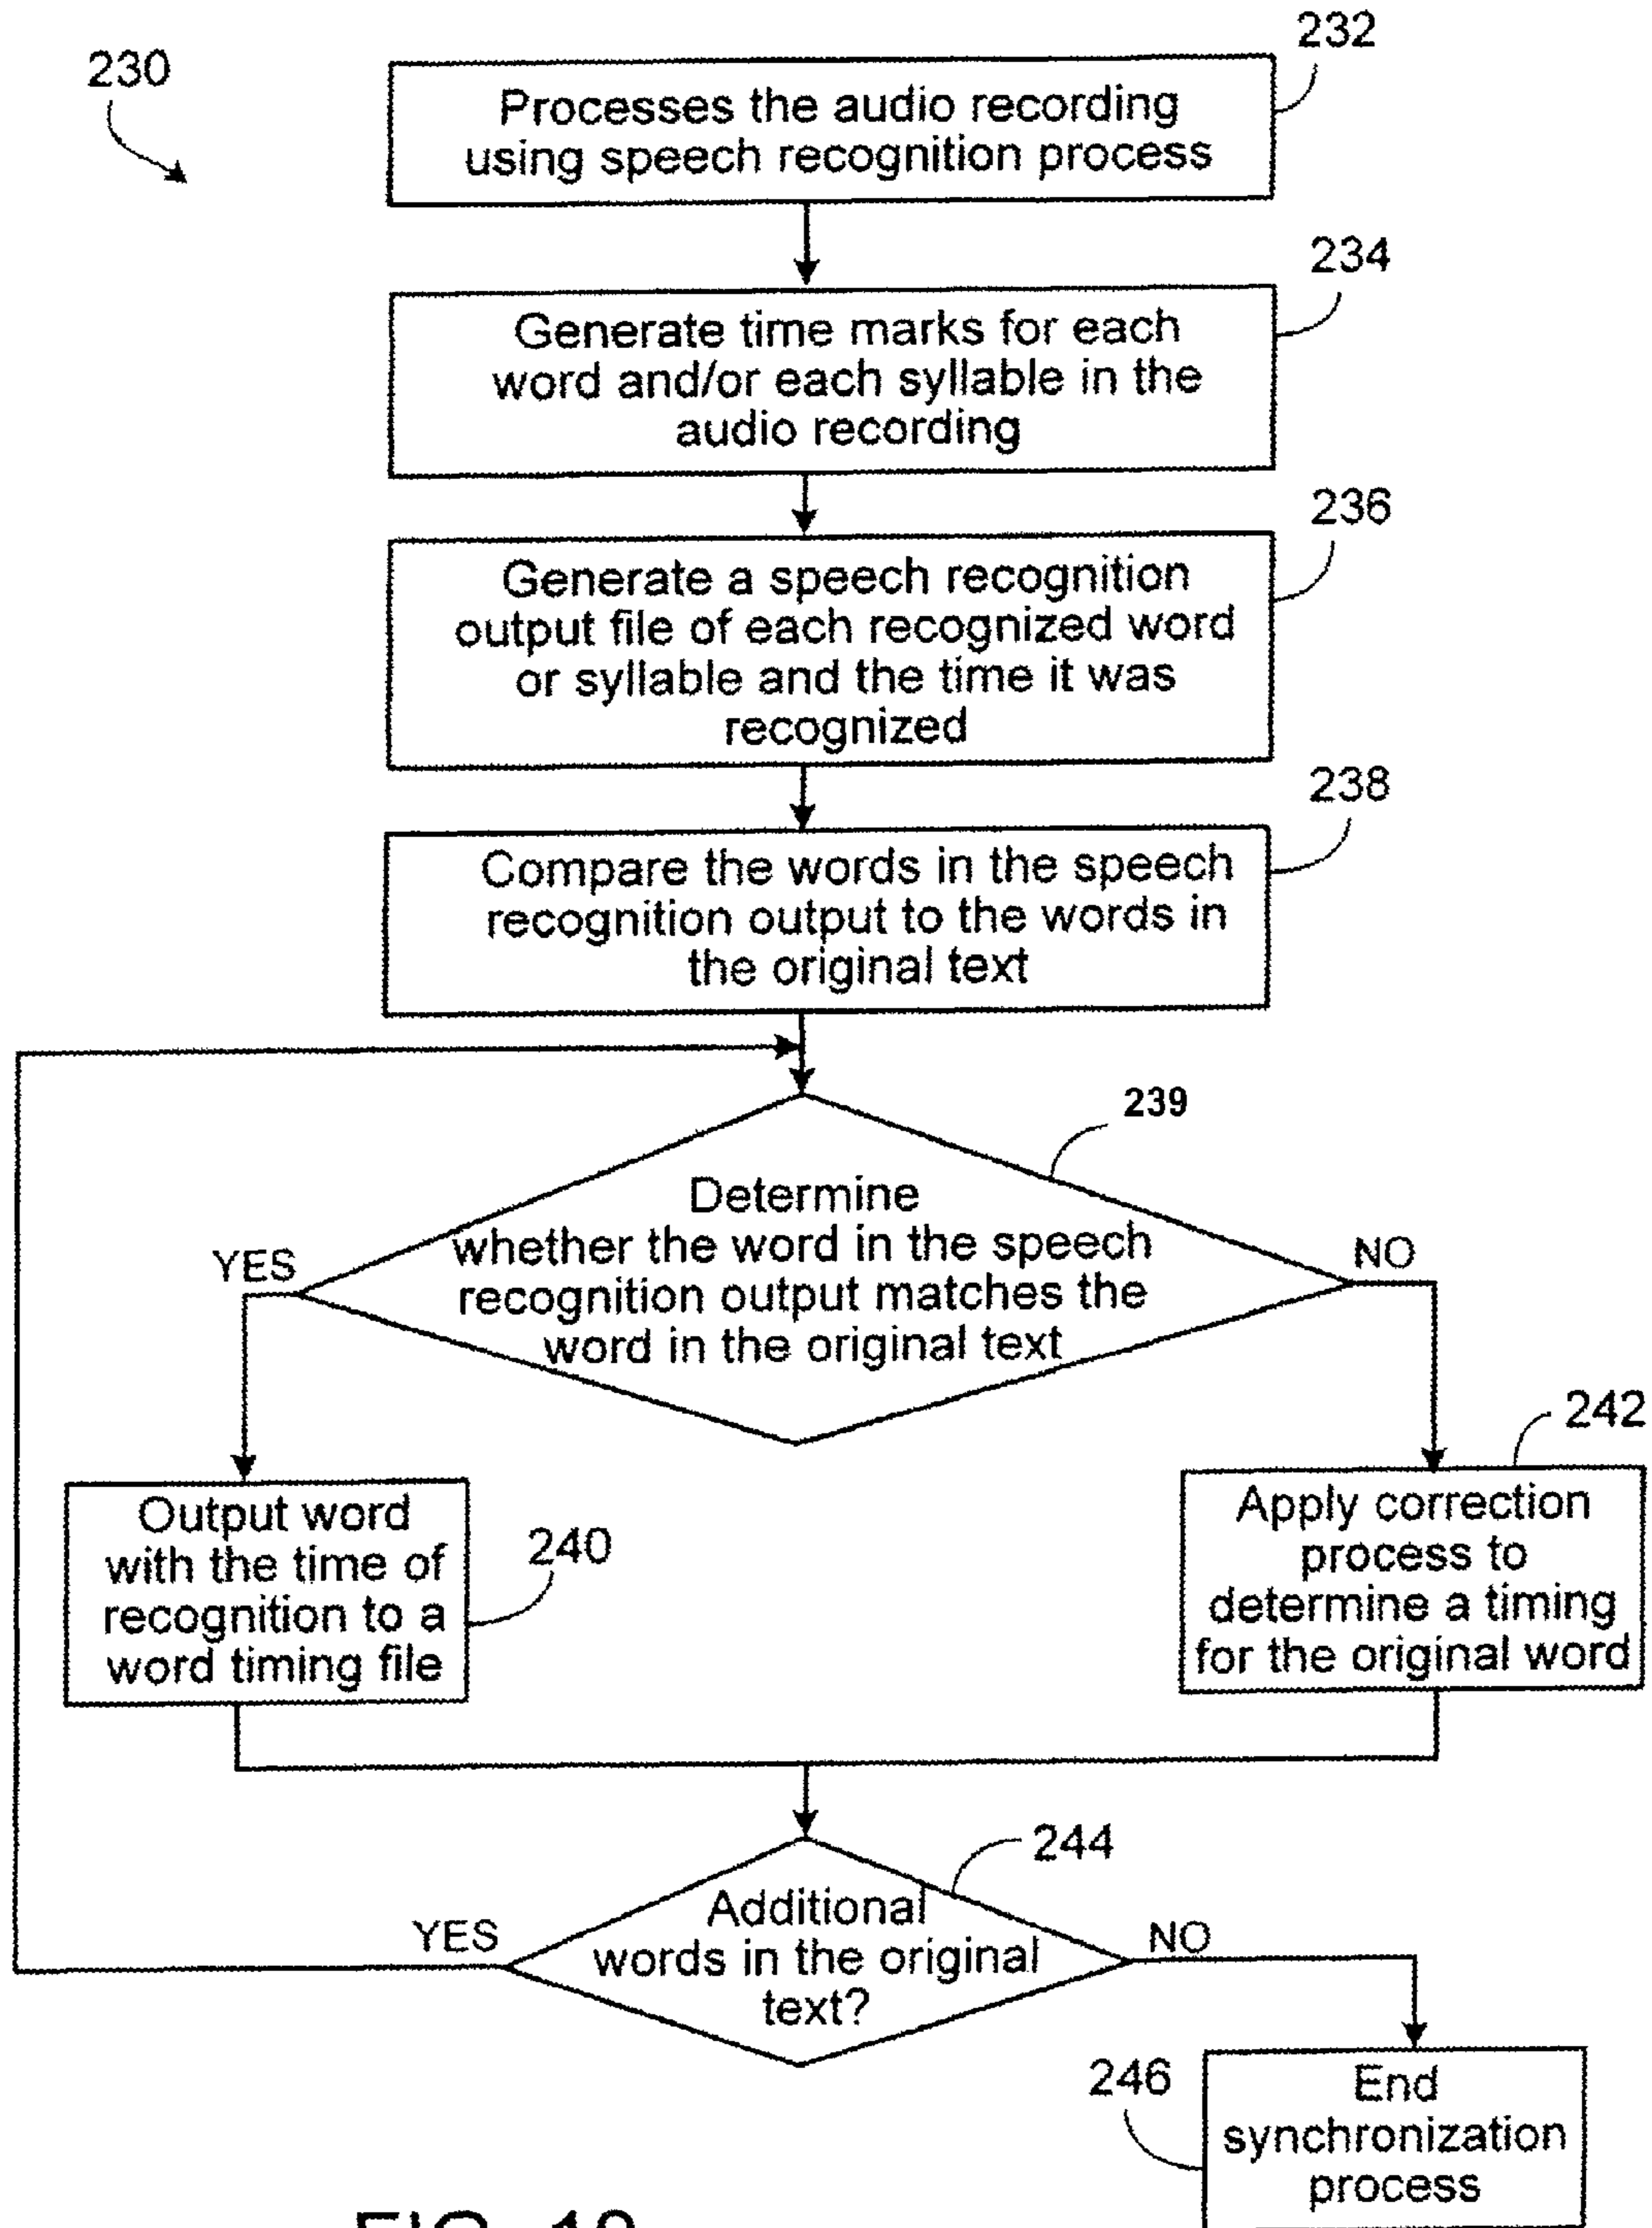 232
230
Processes the audio recording
using speech recognition process
234
Generate time marks for each
word and/or each syllable in the
audio recording
236
Generate a speech recognition
output file of each recognized word
or syllable and the time it was
recognized
238
Compare the words in the speech
recognition output to the words in
the original text
239
Determine
whether the word in the speech
recognition output matches the
word in the original text
YES
NO
242
Output word
with the time of
recognition to a
word timing file
240
Apply correction
process to
determine a timing
for the original word
244
Additional
words in the original
text?
YES
NO
246
End
synchronization
process